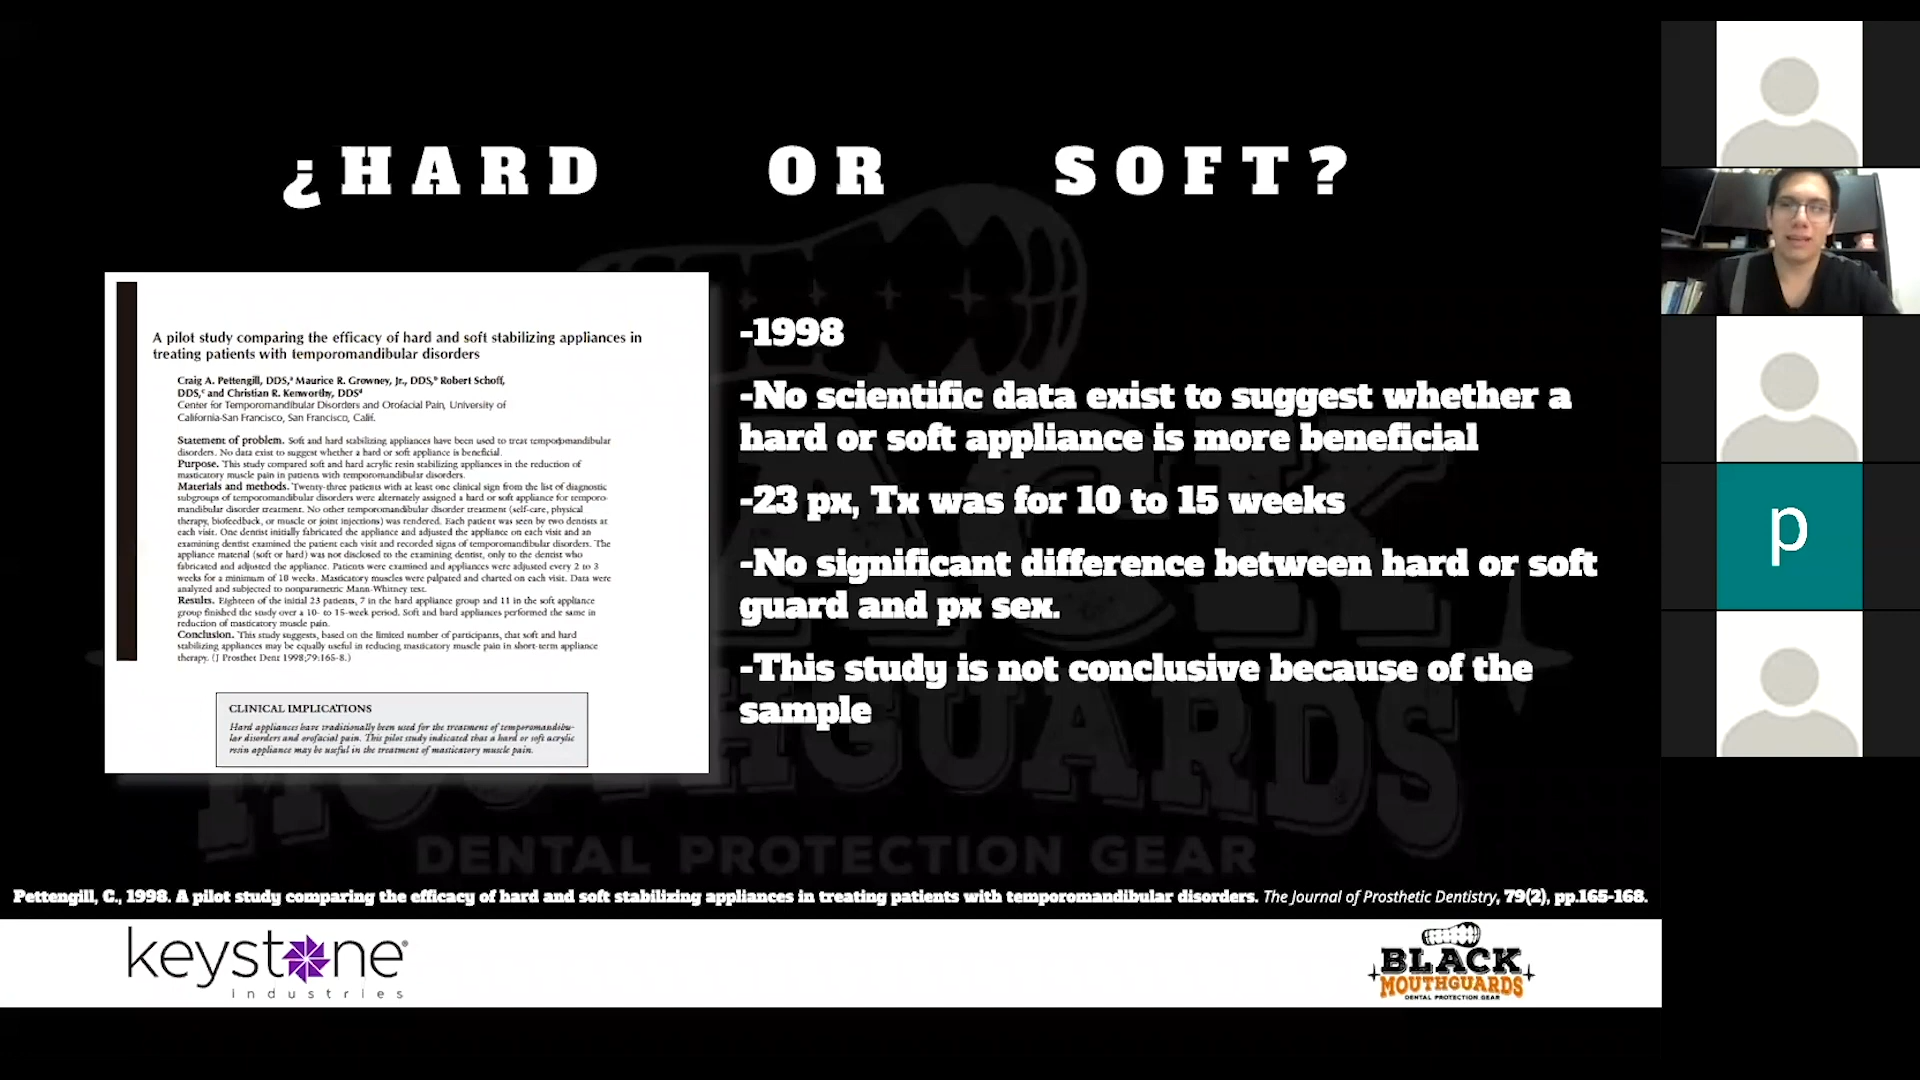 ¿HARD OR SOFT?
A pilot study comparing the efficacy of hard and soft stabilizing appliances in
treating patients with temporomandibular disorders
Craig A. Pettengill, DDS,a Maurice R. Growney, Jr., DDS,b Robert Schoff,
DDS,c and Christian R. Kenworthy, DDSd
Center for Temporomandibular Disorders and Orofacial Pain, University of
California-San Francisco, San Francisco, Calif.
Statement of problem. Soft and hard stabilizing appliances have been used to treat temporomandibular
disorders. No data exist to suggest whether a hard or soft appliance is beneficial.
Purpose. This study compared soft and hard acrylic resin stabilizing appliances in the reduction of
masticatory muscle pain in patients with temporomandibular disorders.
Materials and methods. Twenty-three patients with at least one clinical sign from the list of diagnostic
subgroups of temporomandibular disorders were alternately assigned a hard or soft appliance for temporo-
mandibular disorder treatment. No other temporomandibular disorder treatment (self-care, physical
therapy, biofeedback, or muscle or joint injections) was rendered. Each patient was seen by two dentists at
each visit. One dentist initially fabricated the appliance and adjusted the appliance on each visit and an
examining dentist examined the patient each visit and recorded signs of temporomandibular disorders. The
appliance material (soft or hard) was not disclosed to the examining dentist, only to the dentist who
fabricated and adjusted the appliance. Patients were examined and appliances were adjusted every 2 to 3
weeks for a minimum of 10 weeks. Masticatory muscles were palpated and charted on each visit. Data were
analyzed and subjected to nonparametric Mann-Whitney test.
Results. Eighteen of the initial 23 patients, 7 in the hard appliance group and 11 in the soft appliance
group finished the study over a 10- to 15-week period. Soft and hard appliances performed the same in
reduction of masticatory muscle pain.
Conclusion. This study suggests, based on the limited number of participants, that soft and hard
stabilizing appliances may be equally useful in reducing masticatory muscle pain in short-term appliance
therapy. (J Prosthet Dent 1998;79:165-8.)
CLINICAL IMPLICATIONS
Hard appliances have traditionally been used for the treatment of temporomandibu-
lar disorders and orofacial pain. This pilot study indicated that a hard or soft acrylic
resin appliance may be useful in the treatment of masticatory muscle pain.
-1998
-No scientific data exist to suggest whether a
hard or soft appliance is more beneficial
-23 px, Tx was for 10 to 15 weeks
-No significant difference between hard or soft
guard and px sex.
-This study is not conclusive because of the
sample
MOUTHGUARDS
DENTAL PROTECTION GEAR
Pettengill, C., 1998. A pilot study comparing the efficacy of hard and soft stabilizing appliances in treating patients with temporomandibular disorders. The Journal of Prosthetic Dentistry, 79(2), pp.165-168.
keystone
industries
BLACK
MOUTHGUARDS
DENTAL PROTECTION GEAR
p